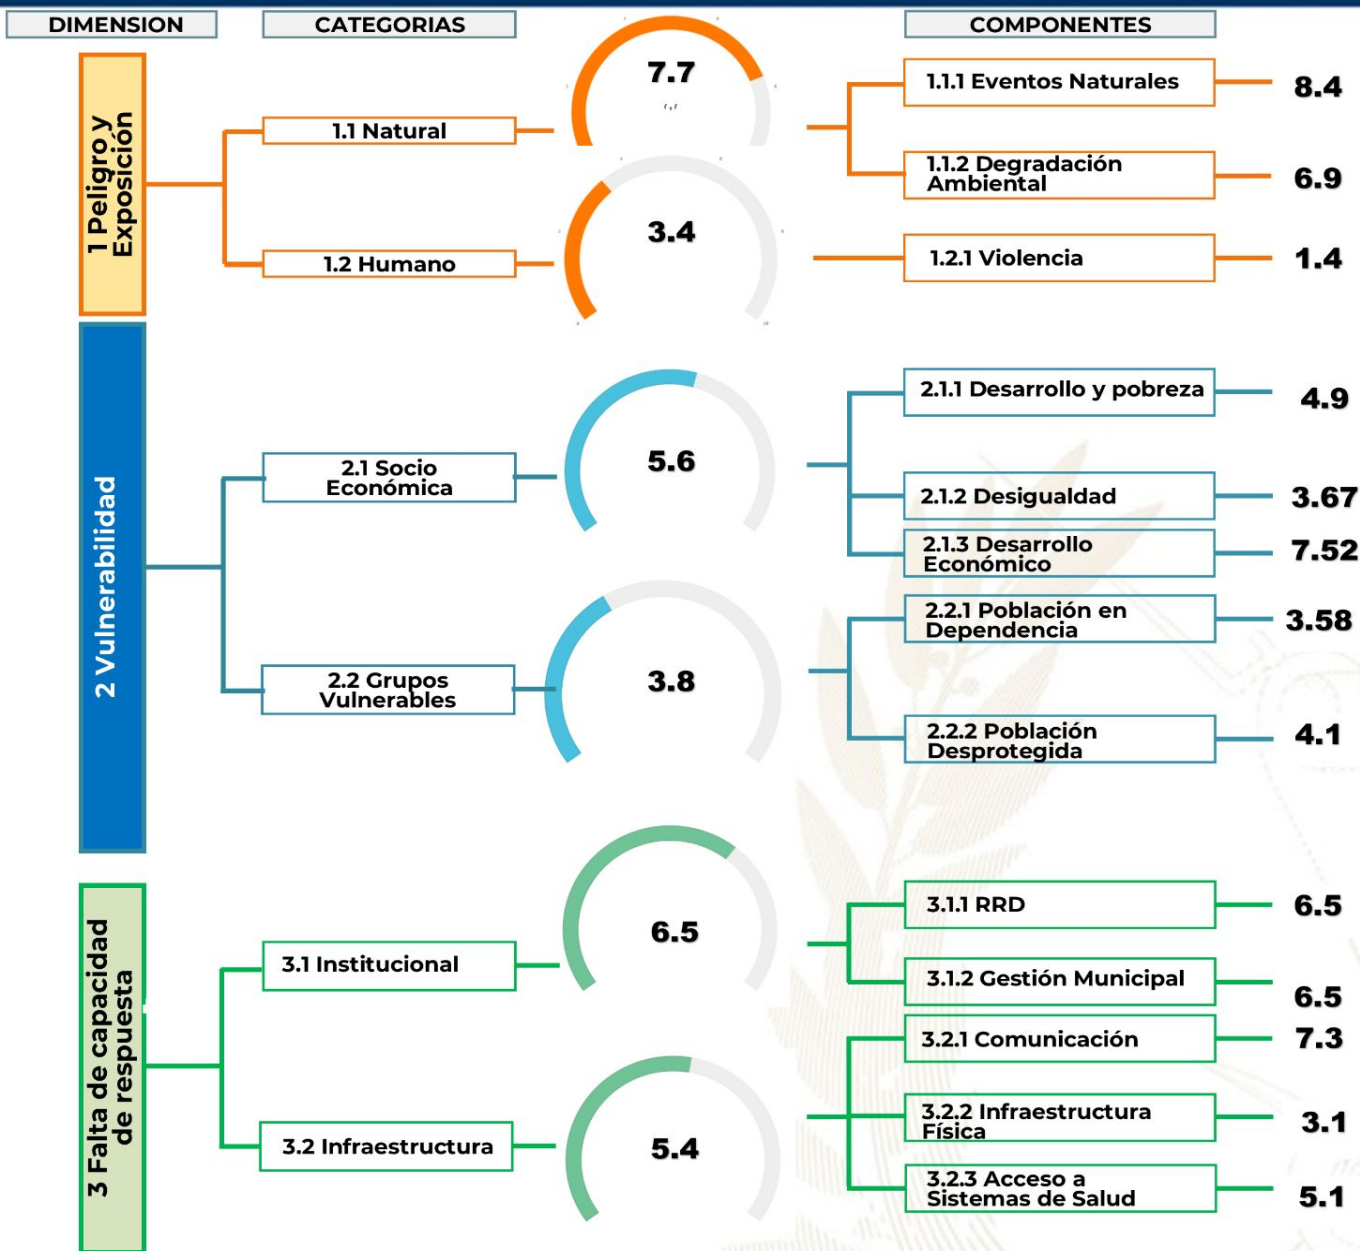 DIMENSION
CATEGORIAS
COMPONENTES
1 Peligro y
Exposición
1.1 Natural
7.7
1.1.1 Eventos Naturales
8.4
1.1.2 Degradación
Ambiental
6.9
1.2 Humano
3.4
1.2.1 Violencia
1.4
2 Vulnerabilidad
2.1 Socio
Económica
5.6
2.1.1 Desarrollo y pobreza
4.9
2.1.2 Desigualdad
3.67
2.1.3 Desarrollo
Económico
7.52
2.2 Grupos
Vulnerables
3.8
2.2.1 Población en
Dependencia
3.58
2.2.2 Población
Desprotegida
4.1
3 Falta de capacidad
de respuesta
3.1 Institucional
6.5
3.1.1 RRD
6.5
3.1.2 Gestión Municipal
6.5
3.2 Infraestructura
5.4
3.2.1 Comunicación
7.3
3.2.2 Infraestructura
Física
3.1
3.2.3 Acceso a
Sistemas de Salud
5.1